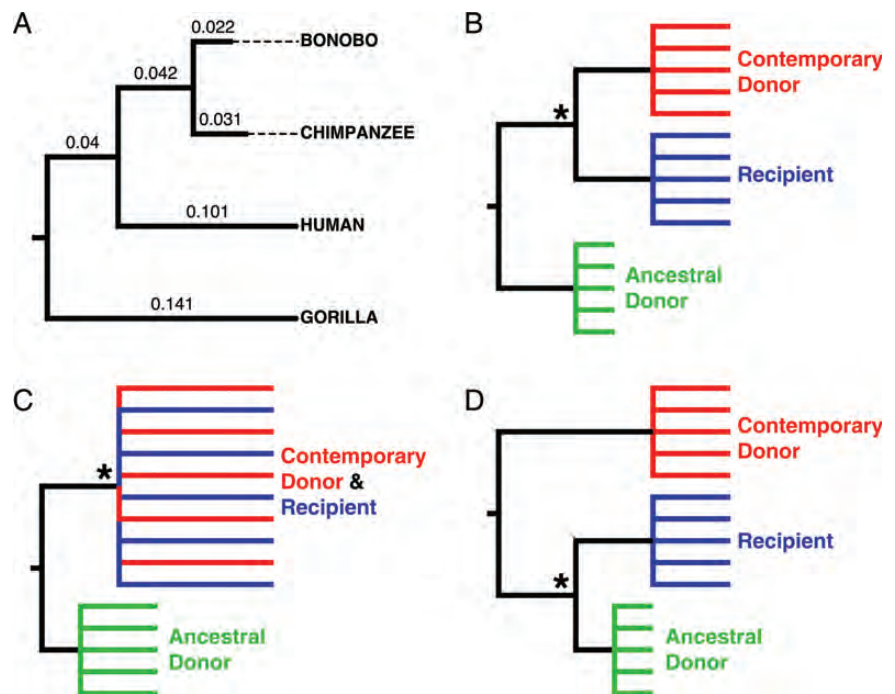 A
0.022
BONOBO
0.042
0.031
CHIMPANZEE
0.04
0.101
HUMAN
0.141
GORILLA
B
Contemporary
Donor
*
Recipient
Ancestral
Donor
C
*
Contemporary
Donor &
Recipient
Ancestral
Donor
D
Contemporary
Donor
Recipient
*
Ancestral
Donor